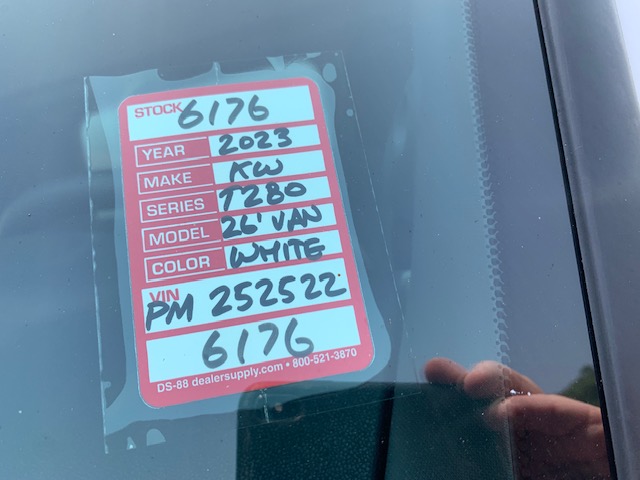 STOCK 6176
YEAR 2023
MAKE KW
SERIES T280
MODEL 26' VAN
COLOR WHITE
VIN
PM 252522
6176
DS-88 dealersupply.com • 800-521-3870